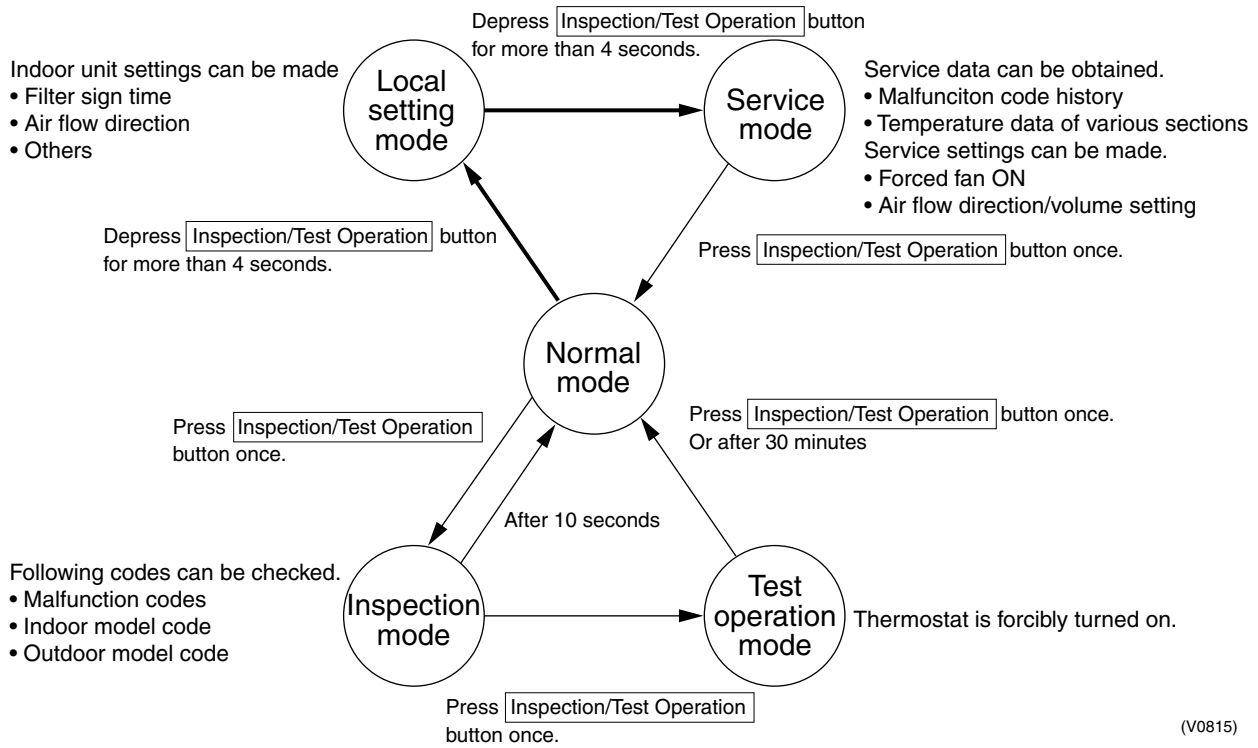 Depress Inspection/Test Operation button
for more than 4 seconds.
Indoor unit settings can be made
• Filter sign time
• Air flow direction
• Others
Local
setting
mode
Service
mode
Service data can be obtained.
• Malfunciton code history
• Temperature data of various sections
Service settings can be made.
• Forced fan ON
• Air flow direction/volume setting
Depress Inspection/Test Operation button
for more than 4 seconds.
Press Inspection/Test Operation button once.
Normal
mode
Press Inspection/Test Operation
button once.
Press Inspection/Test Operation button once.
Or after 30 minutes
After 10 seconds
Following codes can be checked.
• Malfunction codes
• Indoor model code
• Outdoor model code
Inspection
mode
Test
operation
mode
Thermostat is forcibly turned on.
Press Inspection/Test Operation
button once.
(V0815)